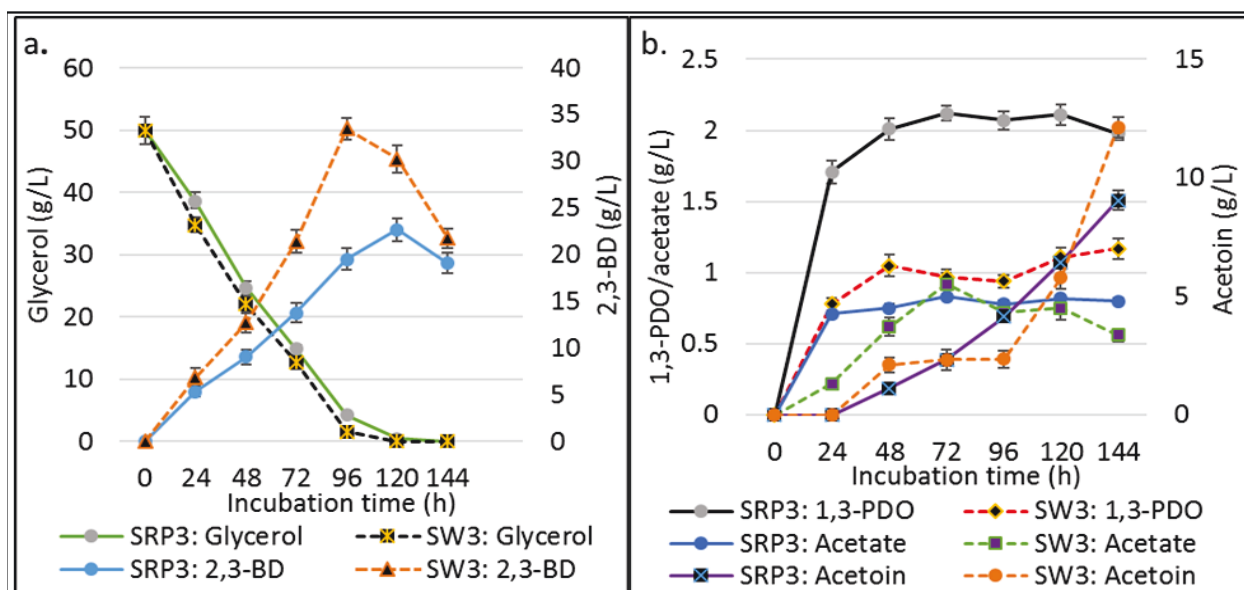 a.
60
50
40
30
20
10
0
Glycerol (g/L)
40
35
30
25
20
15
10
5
0
2,3-BD (g/L)
0 24 48 72 96 120 144
Incubation time (h)
SRP3: Glycerol SW3: Glycerol
SRP3: 2,3-BD SW3: 2,3-BD
b.
2.5
2
1.5
1
0.5
0
1,3-PDO/acetate (g/L)
15
10
5
0
Acetoin (g/L)
0 24 48 72 96 120 144
Incubation time (h)
SRP3: 1,3-PDO SW3: 1,3-PDO
SRP3: Acetate SW3: Acetate
SRP3: Acetoin SW3: Acetoin